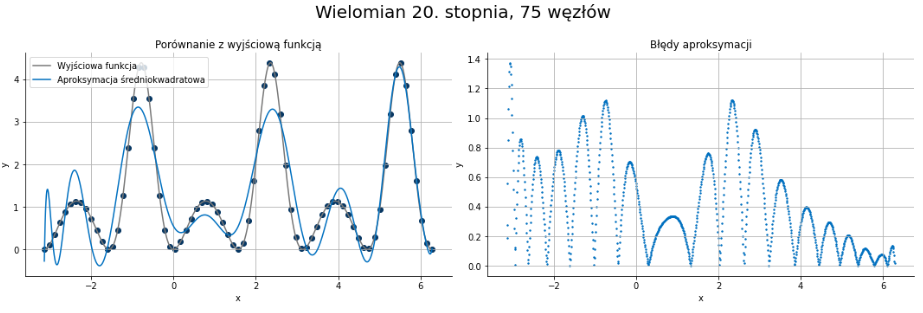 Wielomian 20. stopnia, 75 węzłów
Porównanie z wyjściową funkcją
Wyjściowa funkcja
Aproksymacja średniokwadratowa
y
4
3
2
1
0
−2
0
2
4
6
x
Błędy aproksymacji
y
1.4
1.2
1.0
0.8
0.6
0.4
0.2
0.0
−2
0
2
4
6
x